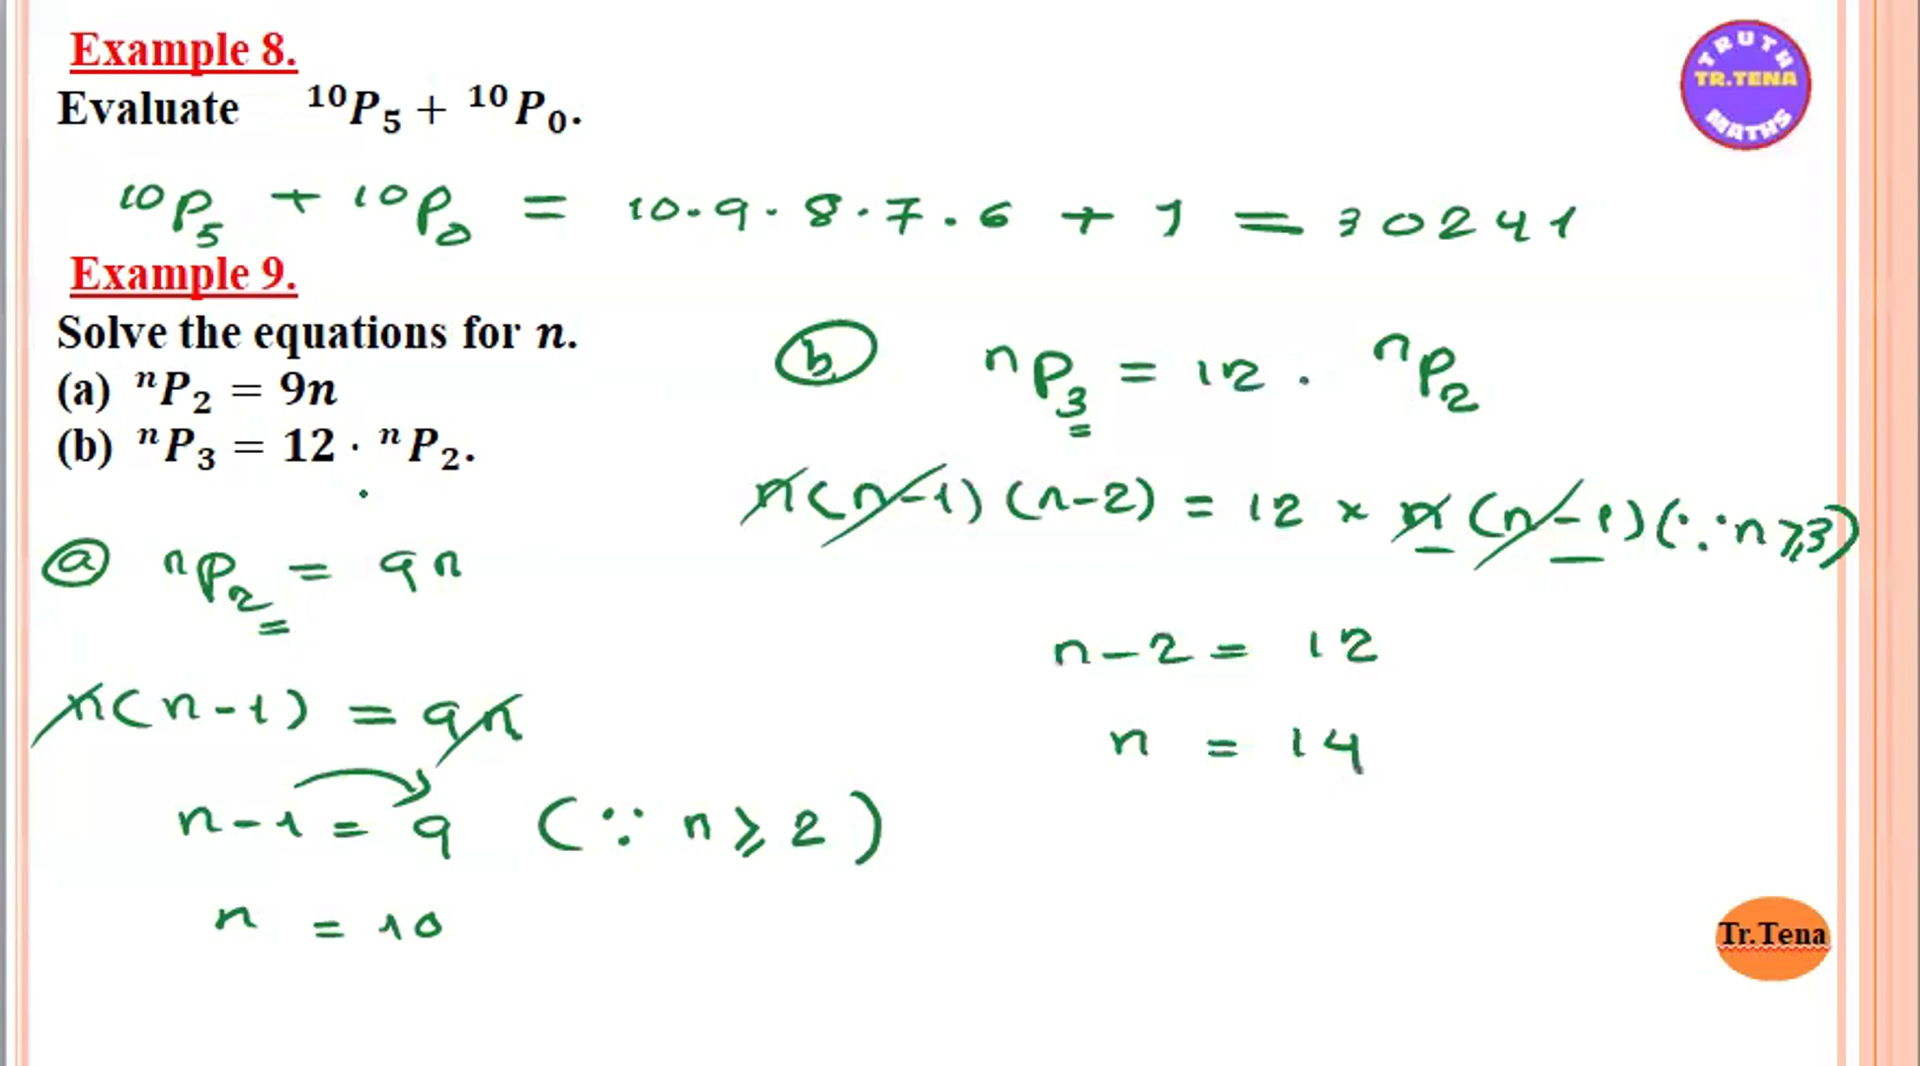 Example 8.
Evaluate ¹⁰P₅ + ¹⁰P₀.
¹⁰P₅ + ¹⁰P₀ = 10.9.8.7.6 + 1 = 30241
Example 9.
Solve the equations for n.
(a) ⁿP₂ = 9n
(b) ⁿP₃ = 12 · ⁿP₂.
ⓐ ⁿP₂ = 9n
n(n-1) = 9n
n-1 = 9 (∵ n ⩾ 2)
n = 10
ⓑ ⁿP₃ = 12 . ⁿP₂
n(n-1)(n-2) = 12 × n(n-1)(∵ n⩾3)
n-2 = 12
n = 14
TRUTH
TR.TENA
MATHS
Tr.Tena